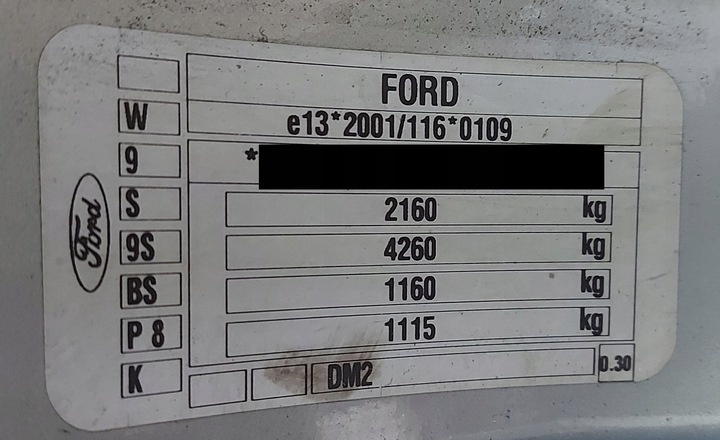 FORD
W e13*2001/116*0109
9 *
S 2160 kg
9S 4260 kg
BS 1160 kg
P 8 1115 kg
K DM2 0.30
Ford